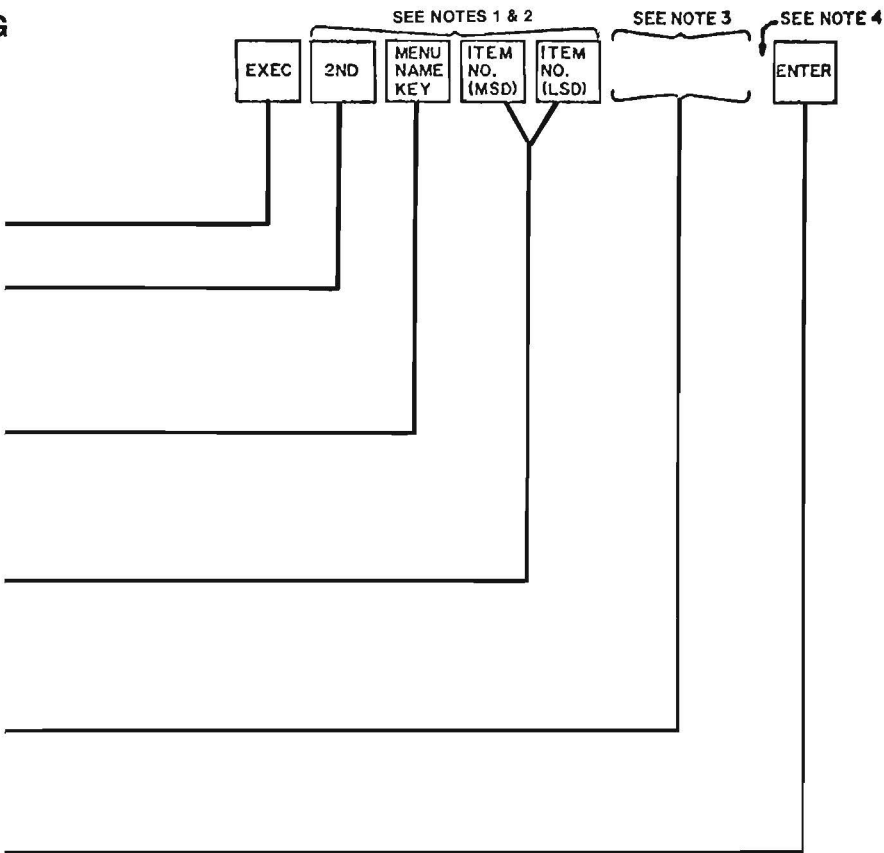 G
SEE NOTES 1 & 2
SEE NOTE 3
SEE NOTE 4
EXEC
2ND
MENU
NAME
KEY
ITEM
NO.
(MSD)
ITEM
NO.
(LSD)
ENTER